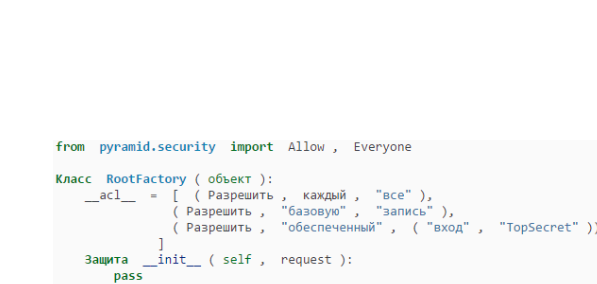 from pyramid.security import Allow , Everyone
Класс RootFactory ( объект ):
__acl__ = [ ( Разрешить , каждый , "все" ),
( Разрешить , "базовую" , "запись" ),
( Разрешить , "обеспеченный" , ( "вход" , "TopSecret" ))
]
Защита __init__ ( self , request ):
pass